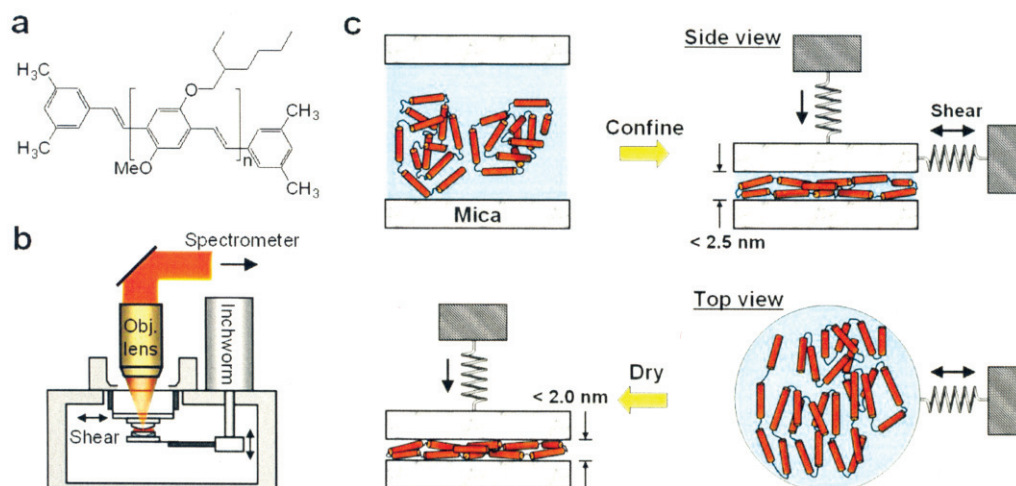 a
H₃C
H₃C
MeO
O
n
CH₃
CH₃
b
Spectrometer
Obj.
lens
Inchworm
Shear
c
Mica
Confine
Side view
Shear
< 2.5 nm
Top view
Dry
< 2.0 nm